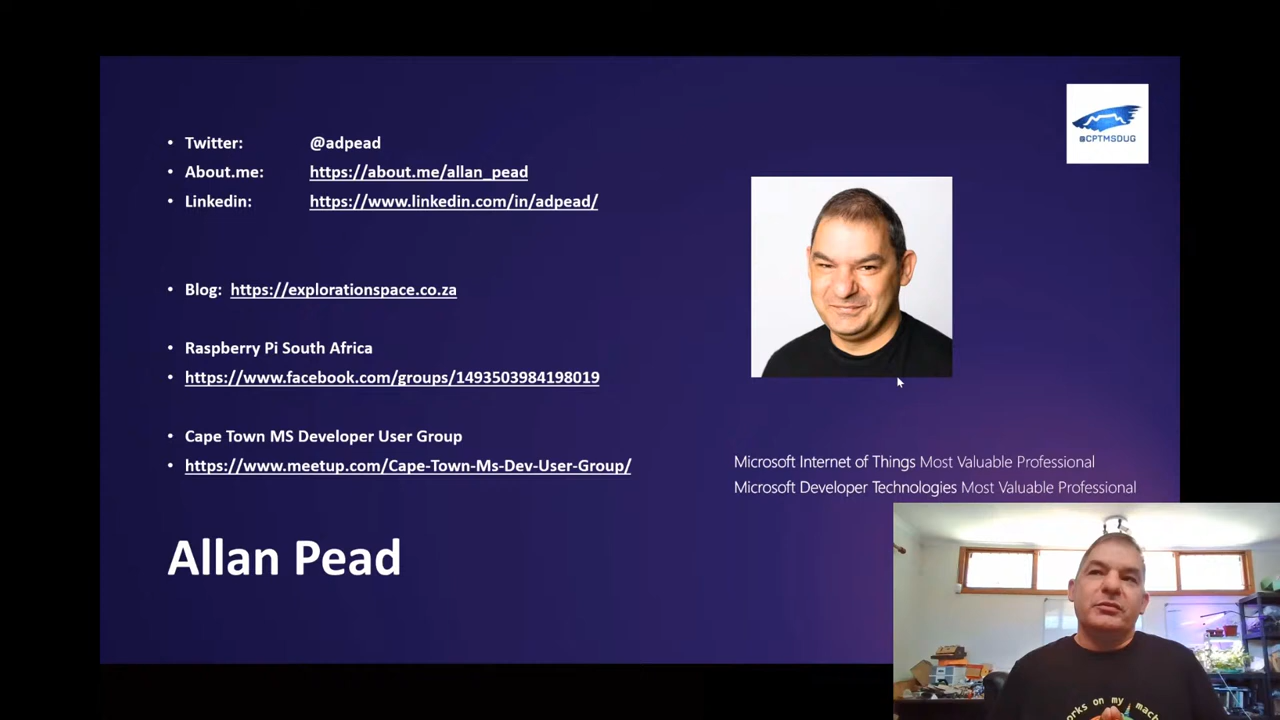 @CPTMSDUG
Twitter: @adpead
About.me: https://about.me/allan_pead
Linkedin: https://www.linkedin.com/in/adpead/
Blog: https://explorationspace.co.za
Raspberry Pi South Africa
https://www.facebook.com/groups/1493503984198019
Cape Town MS Developer User Group
https://www.meetup.com/Cape-Town-Ms-Dev-User-Group/
Microsoft Internet of Things Most Valuable Professional
Microsoft Developer Technologies Most Valuable Professional
Allan Pead
on my